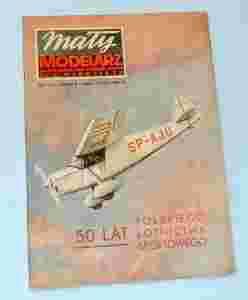 mały
MODELARZ
SP-AJU
50 LAT
POLSKIEGO
LOTNICTWA
SPORTOWEGO